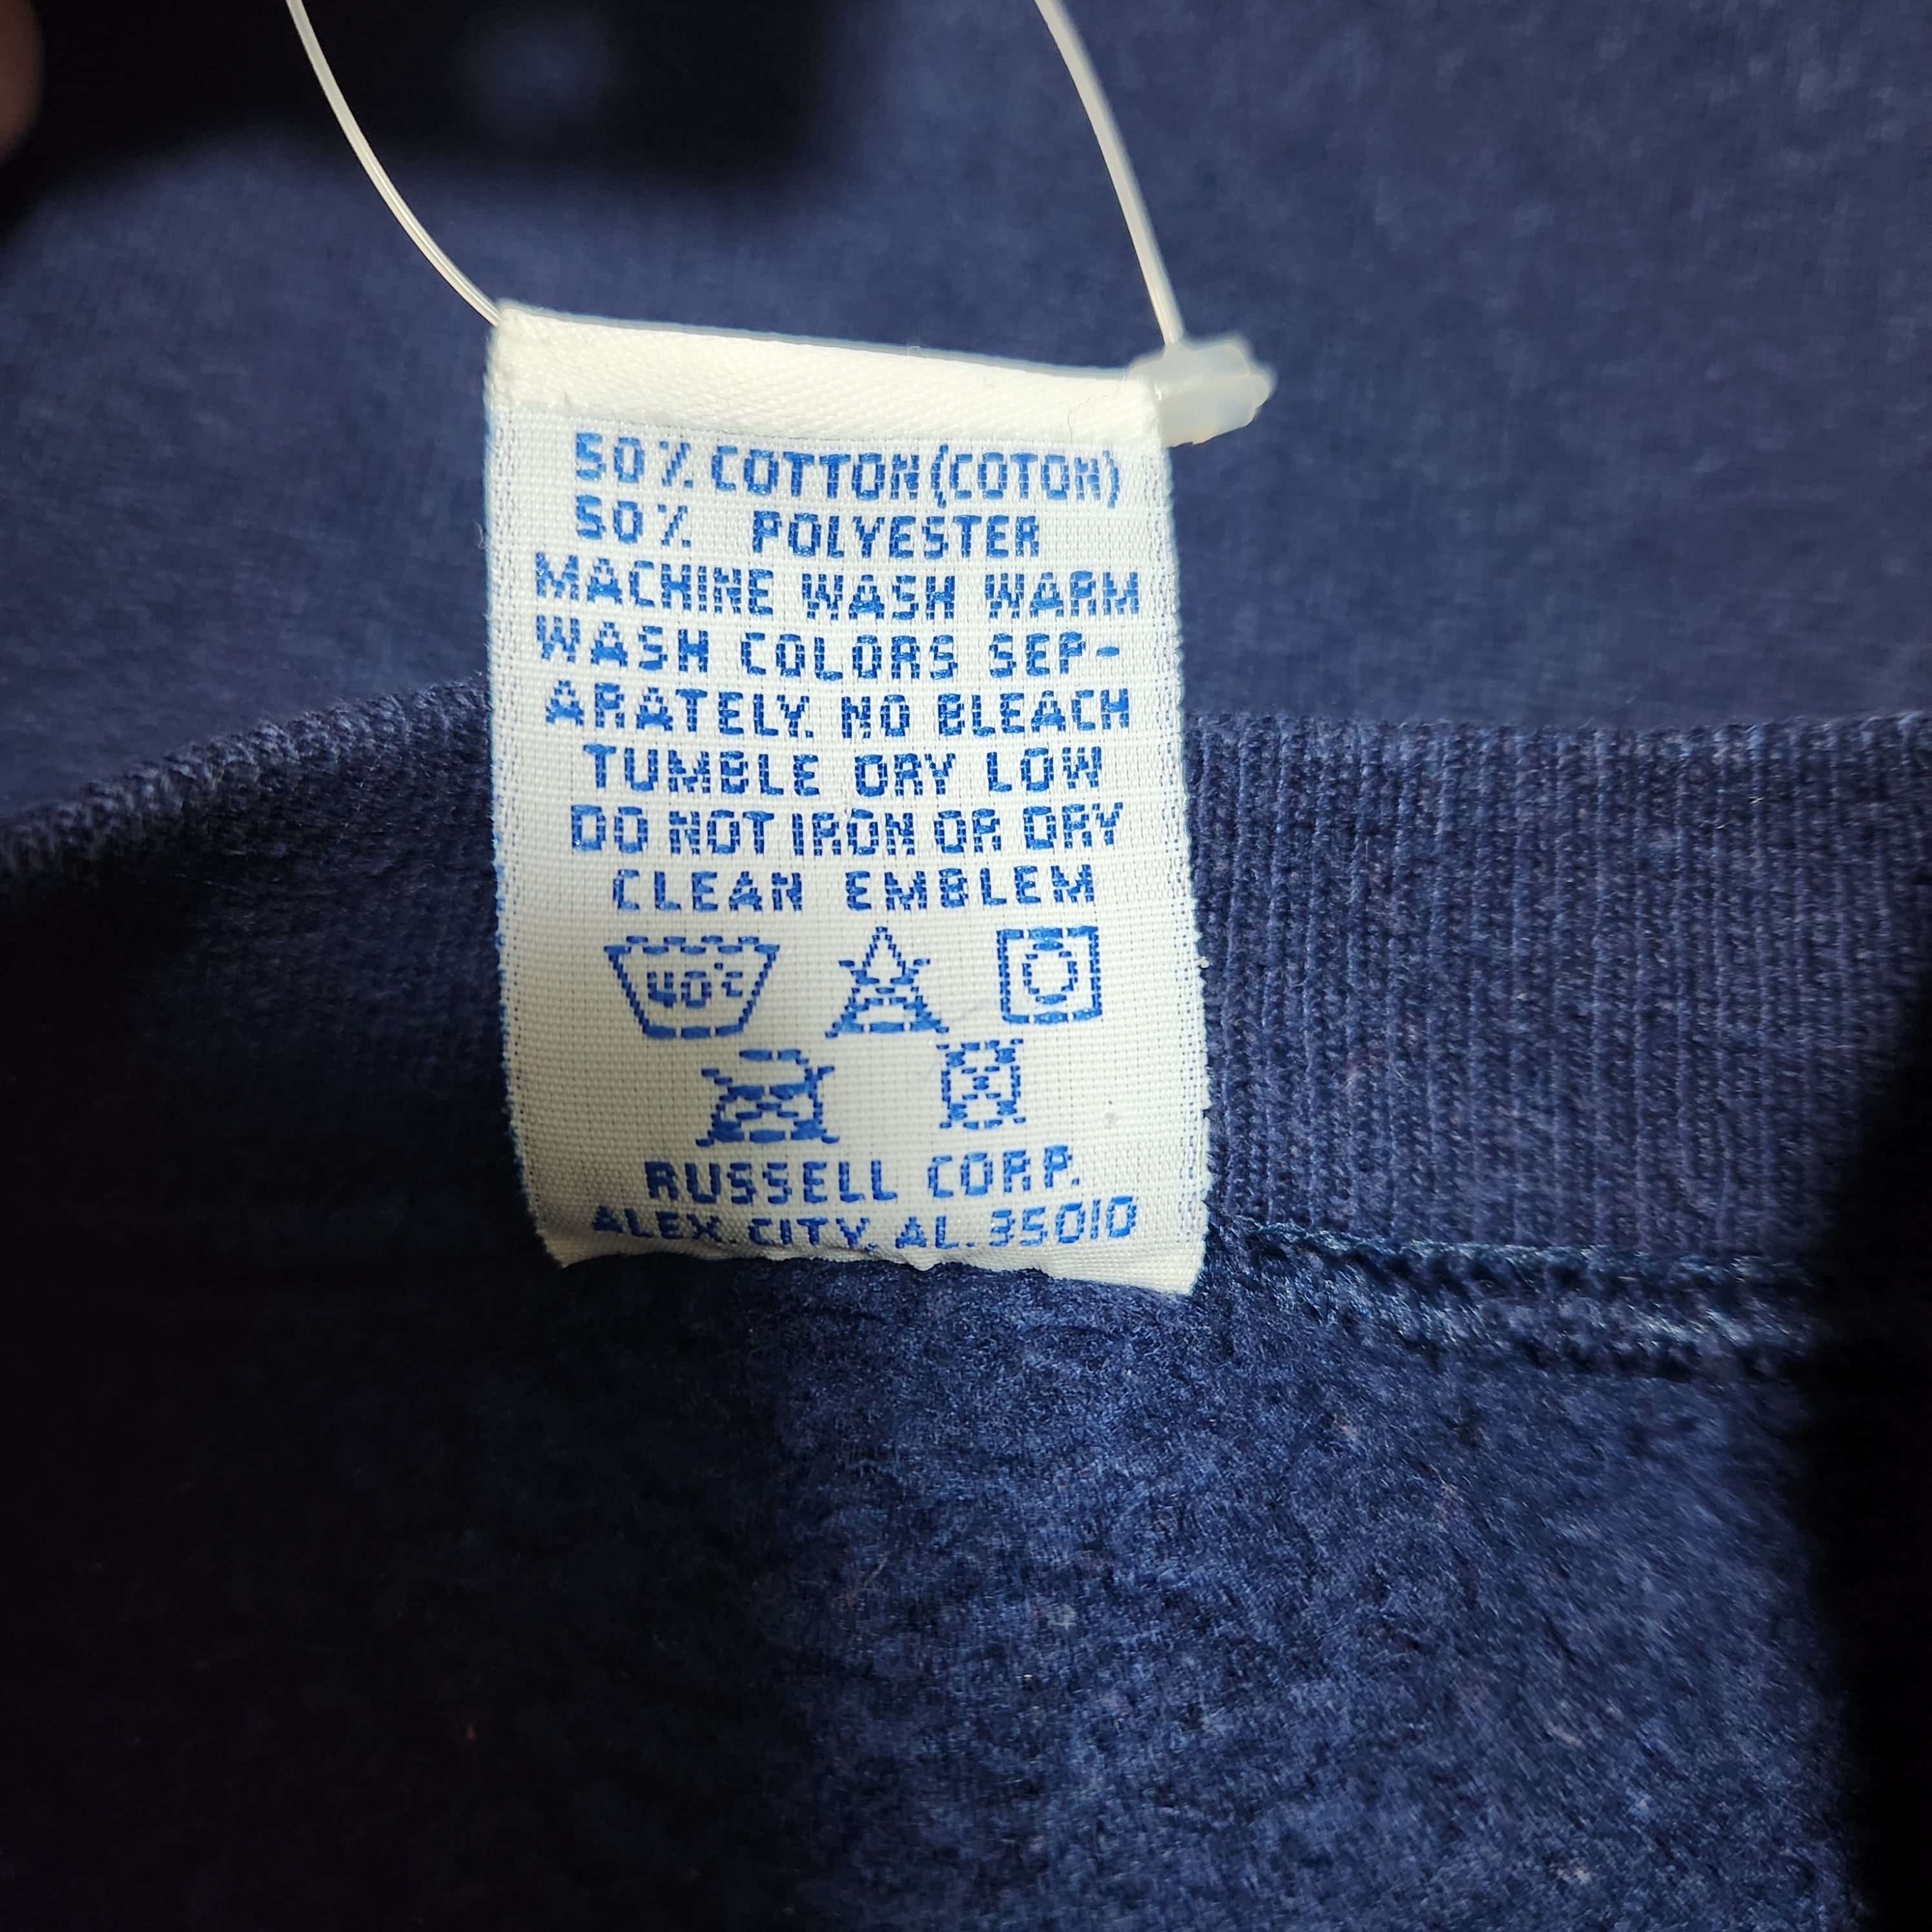 50% COTTON (COTON)
50% POLYESTER
MACHINE WASH WARM
WASH COLORS SEP-
ARATELY. NO BLEACH
TUMBLE DRY LOW
DO NOT IRON OR DRY
CLEAN EMBLEM
40°C
RUSSELL CORP.
ALEX. CITY, AL. 35010